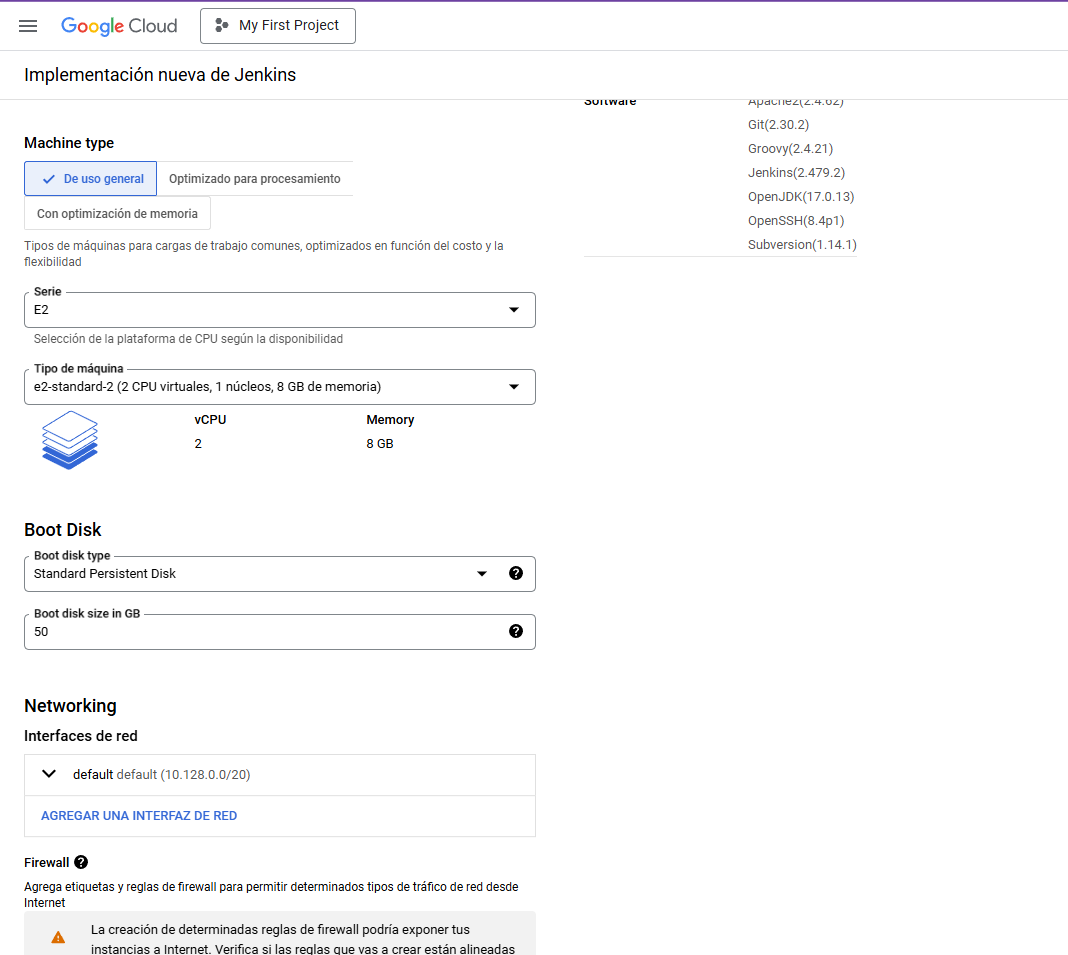 Google Cloud
My First Project
Implementación nueva de Jenkins
Machine type
De uso general
Optimizado para procesamiento
Con optimización de memoria
Tipos de máquinas para cargas de trabajo comunes, optimizados en función del costo y la
flexibilidad
Serie
E2
Selección de la plataforma de CPU según la disponibilidad
Tipo de máquina
e2-standard-2 (2 CPU virtuales, 1 núcleos, 8 GB de memoria)
vCPU
Memory
2
8 GB
Boot Disk
Boot disk type
Standard Persistent Disk
Boot disk size in GB
50
Networking
Interfaces de red
default default (10.128.0.0/20)
AGREGAR UNA INTERFAZ DE RED
Firewall
Agrega etiquetas y reglas de firewall para permitir determinados tipos de tráfico de red desde
Internet
La creación de determinadas reglas de firewall podría exponer tus
instancias a Internet. Verifica si las reglas que vas a crear están alineadas
Software
Apache2(2.4.62)
Git(2.30.2)
Groovy(2.4.21)
Jenkins(2.479.2)
OpenJDK(17.0.13)
OpenSSH(8.4p1)
Subversion(1.14.1)